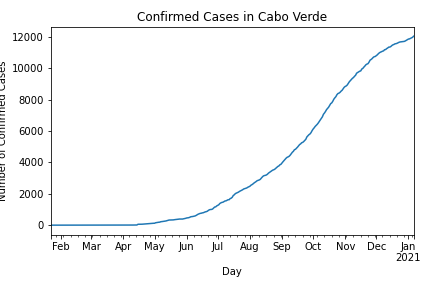 Confirmed Cases in Cabo Verde
12000
10000
8000
6000
4000
2000
0
Number of Confirmed Cases
Feb Mar Apr May Jun Jul Aug Sep Oct Nov Dec Jan
2021
Day